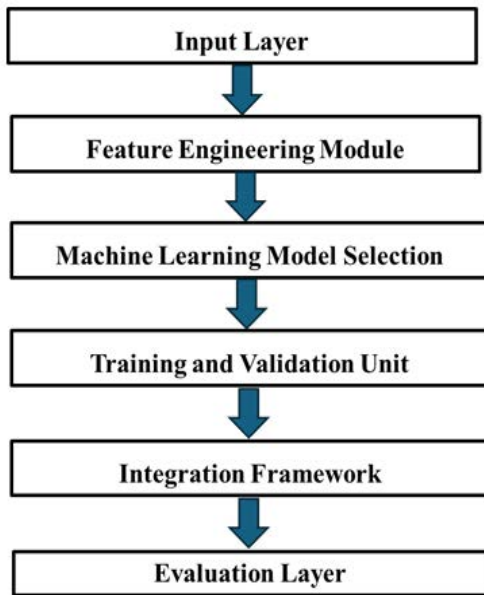 Input Layer
Feature Engineering Module
Machine Learning Model Selection
Training and Validation Unit
Integration Framework
Evaluation Layer